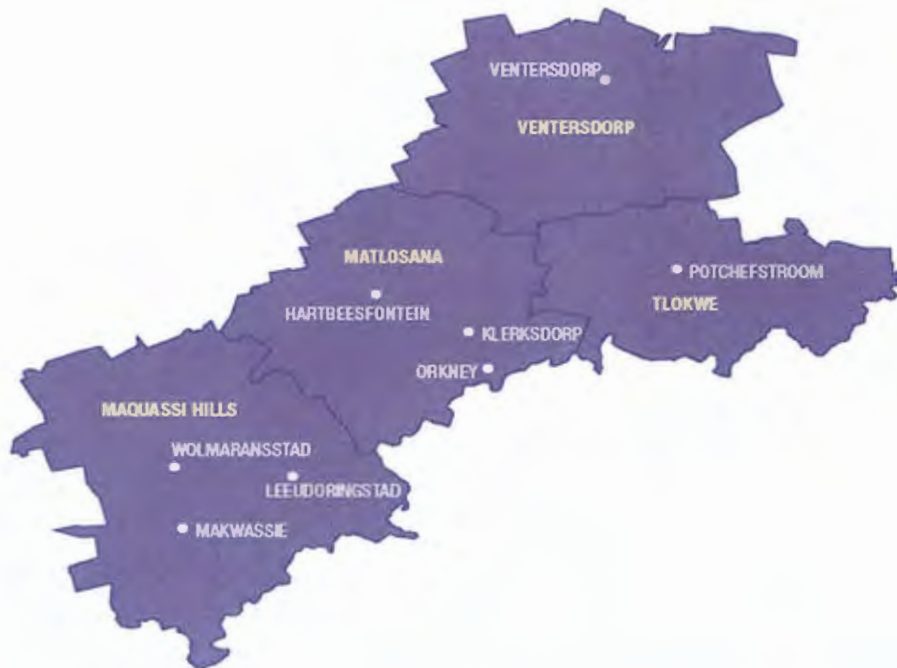 VENTERSDORP
VENTERSDORP
MATLOSANA
HARTBEESFONTEIN
POTCHEFSTROOM
TLOKWE
KLERKSDORP
ORKNEY
MAQUASSI HILLS
WOLMARANSSTAD
LEEUDORINGSTAD
MAKWASSIE